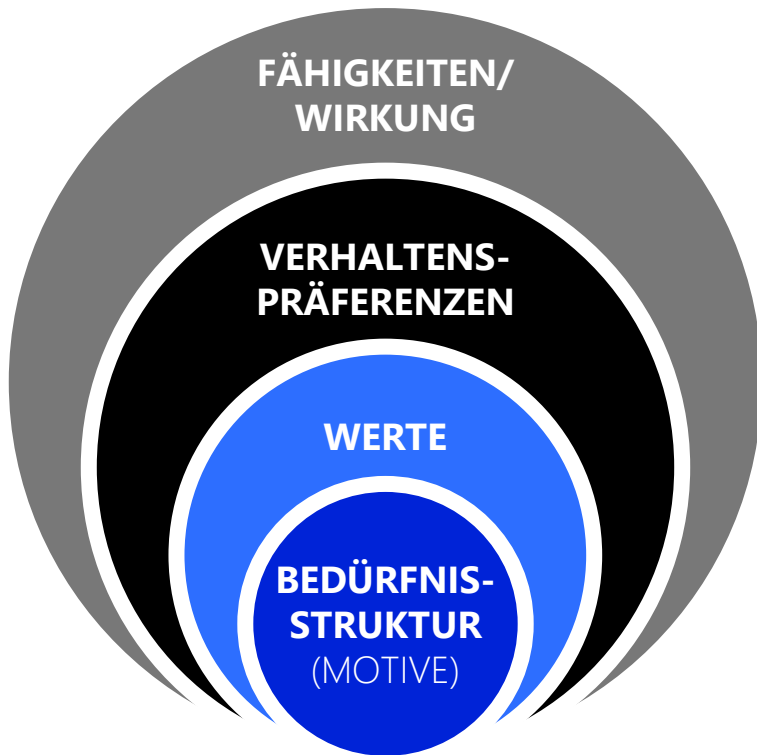 FÄHIGKEITEN/
WIRKUNG
VERHALTENS-
PRÄFERENZEN
WERTE
BEDÜRFNIS-
STRUKTUR
(MOTIVE)